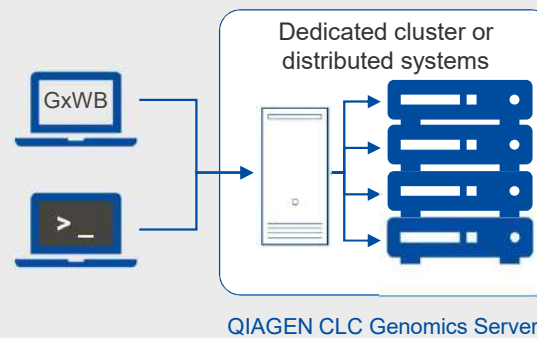 Dedicated cluster or
distributed systems
GxWB
>_
QIAGEN CLC Genomics Server